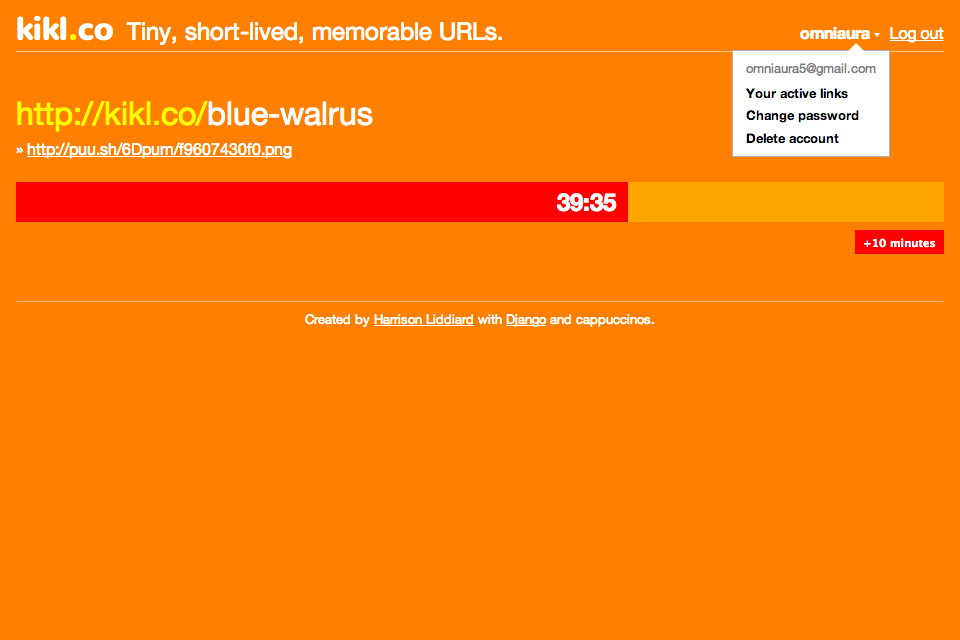 kikl.co Tiny, short-lived, memorable URLs.
omniaura Log out
omniaura5@gmail.com
Your active links
Change password
Delete account
http://kikl.co/blue-walrus
» http://puu.sh/6Dpum/f9607430f0.png
39:35
+10 minutes
Created by Harrison Liddiard with Django and cappuccinos.